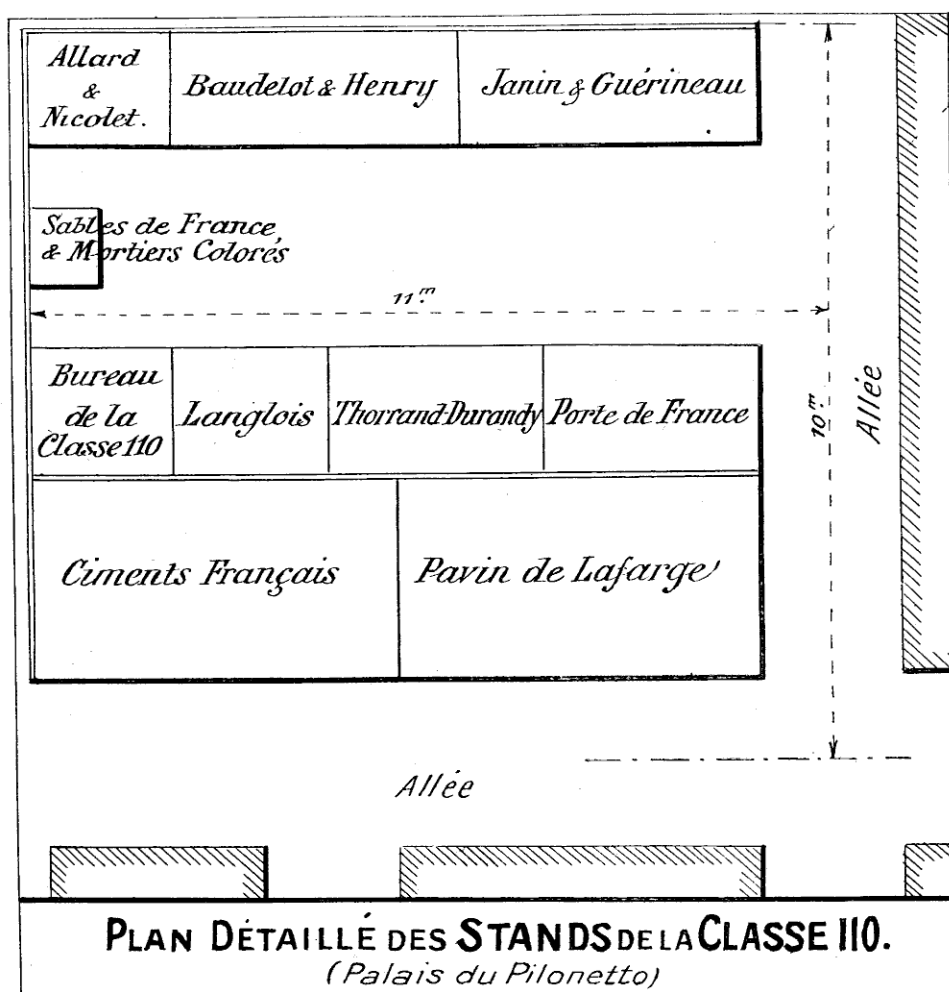 Allard
&
Nicolet.
Baudelot & Henry
Janin & Guérineau
Sables de France
& Mortiers Colorés
11m
Bureau
de la
Classe 110
Langlois
Thorrand-Durandy
Porte de France
10m
Allée
Ciments Français
Pavin de Lafarge
Allée
PLAN DÉTAILLÉ DES STANDS DE LA CLASSE 110.
(Palais du Pilonetto)